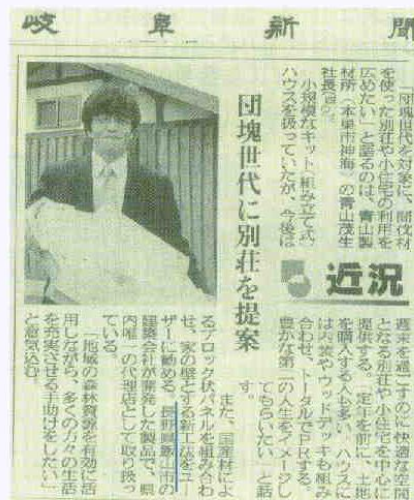 岐阜新聞
近況
団塊世代に別荘を提案
「団塊世代を対象に、間伐材
を使った別荘や小住宅の利用を
広めたい」と語るのは、青山製
材所(本巣市神海)の青山茂生
社長
小規模なキット(組み立て式)
ハウスを扱っていたが、今後は
週末を過ごすのに快適な空間
となる別荘や小住宅を中心に
提供する。定年を前に、土地
を購入する人も多い。ハウスで
は内装やウッドデッキも組み
合わせ、トータルでPRする。
豊かな第二の人生をイメージし
てもらいたい」と話
す。
また、国産材によ
るブロック状パネルを組み合わ
せ、家の壁とする新工法をユー
ザーに勧める。長野県飯山市の
建築会社が開発した製品で、県
内唯一の代理店として取り扱っ
ている。
「地域の森林資源を有効に活
用しながら、多くの方々の生活
を充実させる手助けをしたい」
と意気込む。